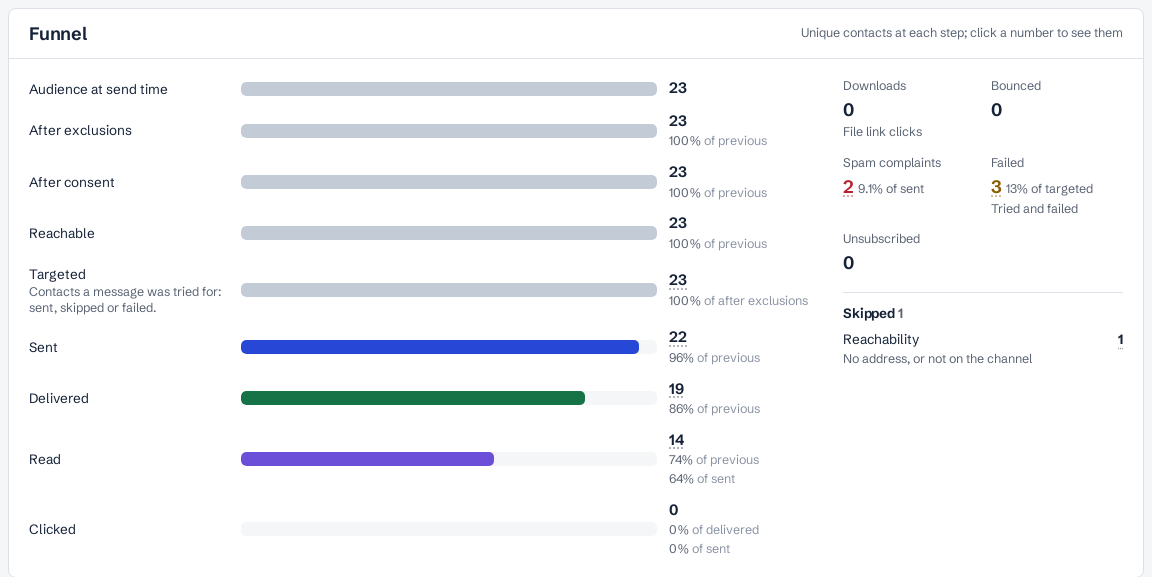 Funnel
Unique contacts at each step; click a number to see them
Audience at send time
23
After exclusions
23
100% of previous
After consent
23
100% of previous
Reachable
23
100% of previous
Targeted
Contacts a message was tried for:
sent, skipped or failed.
23
100% of after exclusions
Sent
22
96% of previous
Delivered
19
86% of previous
Read
14
74% of previous
64% of sent
Clicked
0
0% of delivered
0% of sent
Downloads
0
File link clicks
Bounced
0
Spam complaints
2 9.1% of sent
Failed
3 13% of targeted
Tried and failed
Unsubscribed
0
Skipped 1
Reachability 1
No address, or not on the channel